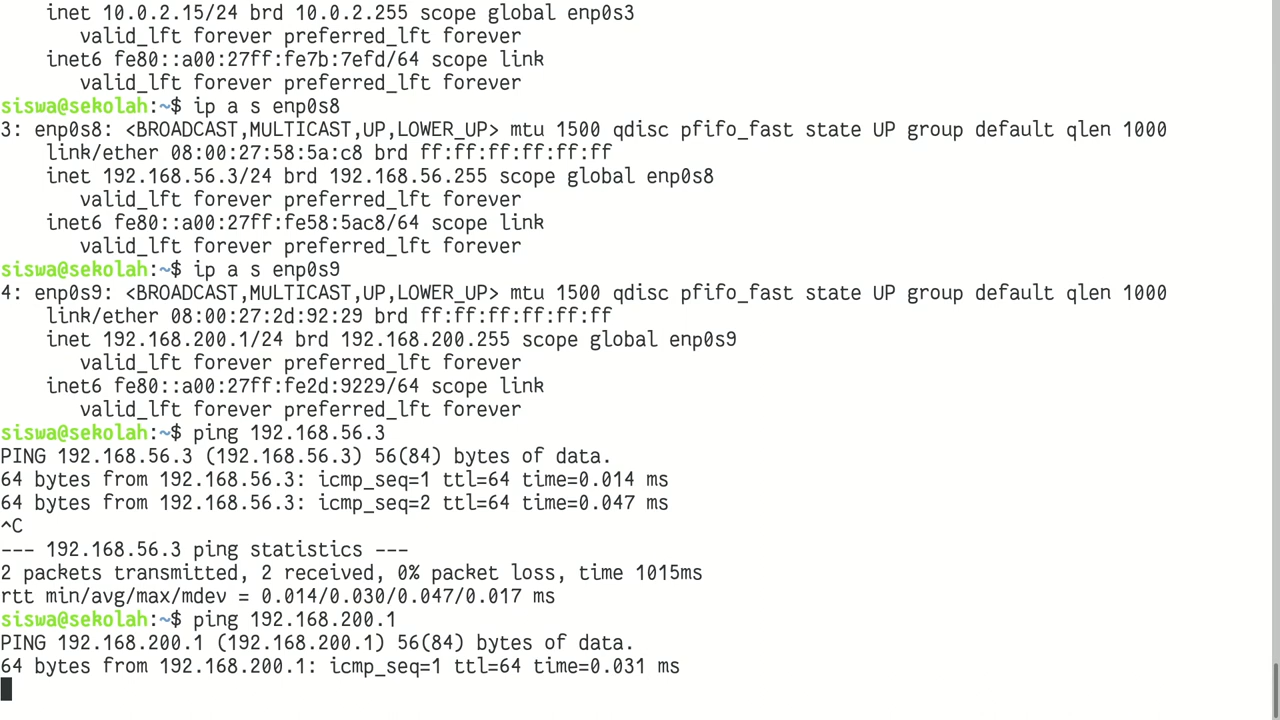 inet 10.0.2.15/24 brd 10.0.2.255 scope global enp0s3
valid_lft forever preferred_lft forever
inet6 fe80::a00:27ff:fe7b:7efd/64 scope link
valid_lft forever preferred_lft forever
siswa@sekolah:~$ ip a s enp0s8
3: enp0s8: <BROADCAST,MULTICAST,UP,LOWER_UP> mtu 1500 qdisc pfifo_fast state UP group default qlen 1000
link/ether 08:00:27:58:5a:c8 brd ff:ff:ff:ff:ff:ff
inet 192.168.56.3/24 brd 192.168.56.255 scope global enp0s8
valid_lft forever preferred_lft forever
inet6 fe80::a00:27ff:fe58:5ac8/64 scope link
valid_lft forever preferred_lft forever
siswa@sekolah:~$ ip a s enp0s9
4: enp0s9: <BROADCAST,MULTICAST,UP,LOWER_UP> mtu 1500 qdisc pfifo_fast state UP group default qlen 1000
link/ether 08:00:27:2d:92:29 brd ff:ff:ff:ff:ff:ff
inet 192.168.200.1/24 brd 192.168.200.255 scope global enp0s9
valid_lft forever preferred_lft forever
inet6 fe80::a00:27ff:fe2d:9229/64 scope link
valid_lft forever preferred_lft forever
siswa@sekolah:~$ ping 192.168.56.3
PING 192.168.56.3 (192.168.56.3) 56(84) bytes of data.
64 bytes from 192.168.56.3: icmp_seq=1 ttl=64 time=0.014 ms
64 bytes from 192.168.56.3: icmp_seq=2 ttl=64 time=0.047 ms
^C
--- 192.168.56.3 ping statistics ---
2 packets transmitted, 2 received, 0% packet loss, time 1015ms
rtt min/avg/max/mdev = 0.014/0.030/0.047/0.017 ms
siswa@sekolah:~$ ping 192.168.200.1
PING 192.168.200.1 (192.168.200.1) 56(84) bytes of data.
64 bytes from 192.168.200.1: icmp_seq=1 ttl=64 time=0.031 ms